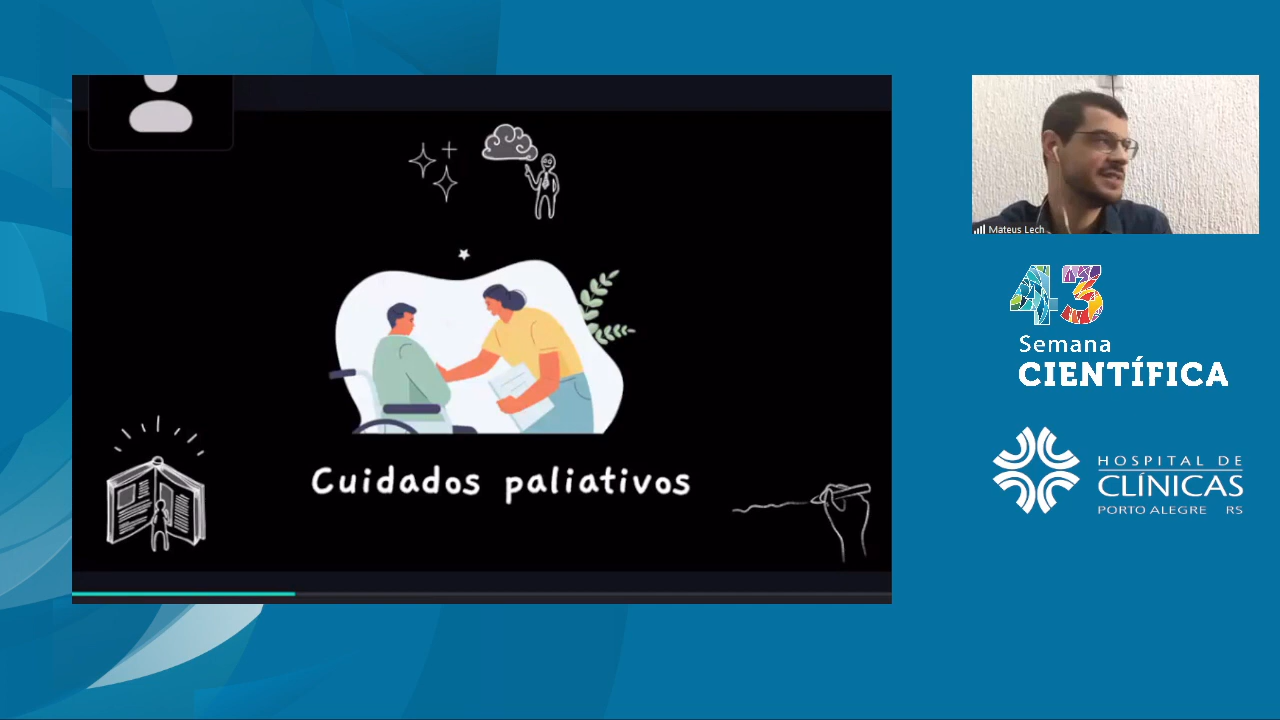 Cuidados paliativos
Mateus Lech
43
Semana
CIENTÍFICA
HOSPITAL DE
CLÍNICAS
PORTO ALEGRE RS